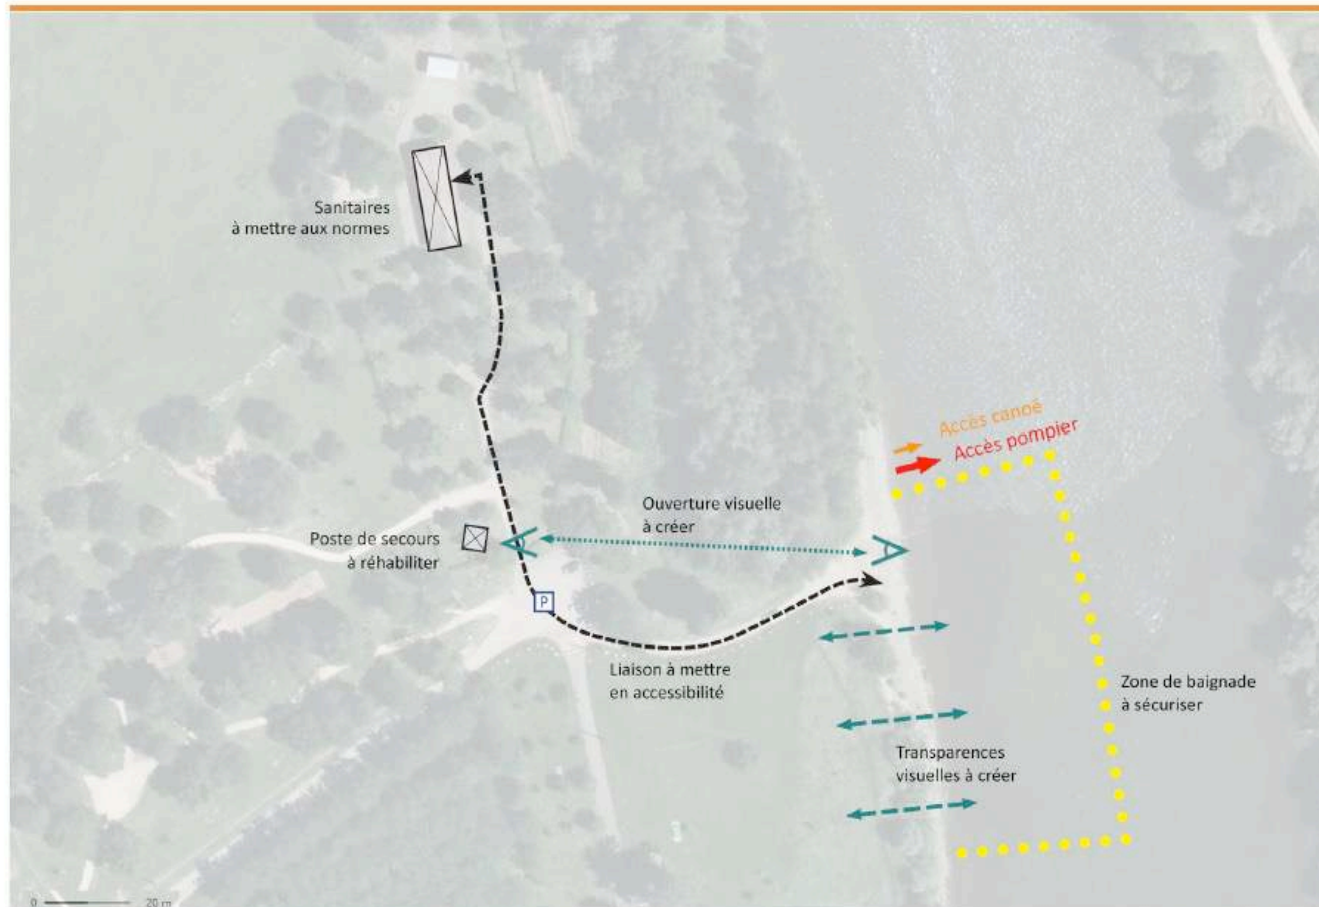 Sanitaires
à mettre aux normes
Accès canoé
Accès pompier
Ouverture visuelle
à créer
Poste de secours
à réhabiliter
P
Liaison à mettre
en accessibilité
Zone de baignade
à sécuriser
Transparences
visuelles à créer
0 20 m